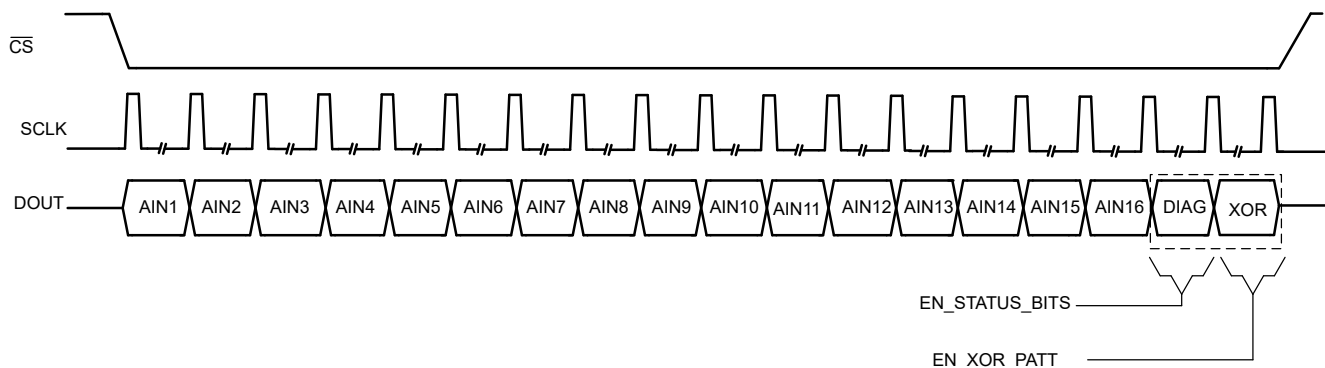 CS
SCLK
DOUT AIN1 AIN2 AIN3 AIN4 AIN5 AIN6 AIN7 AIN8 AIN9 AIN10 AIN11 AIN12 AIN13 AIN14 AIN15 AIN16 DIAG XOR
EN_STATUS_BITS
EN_XOR_PATT